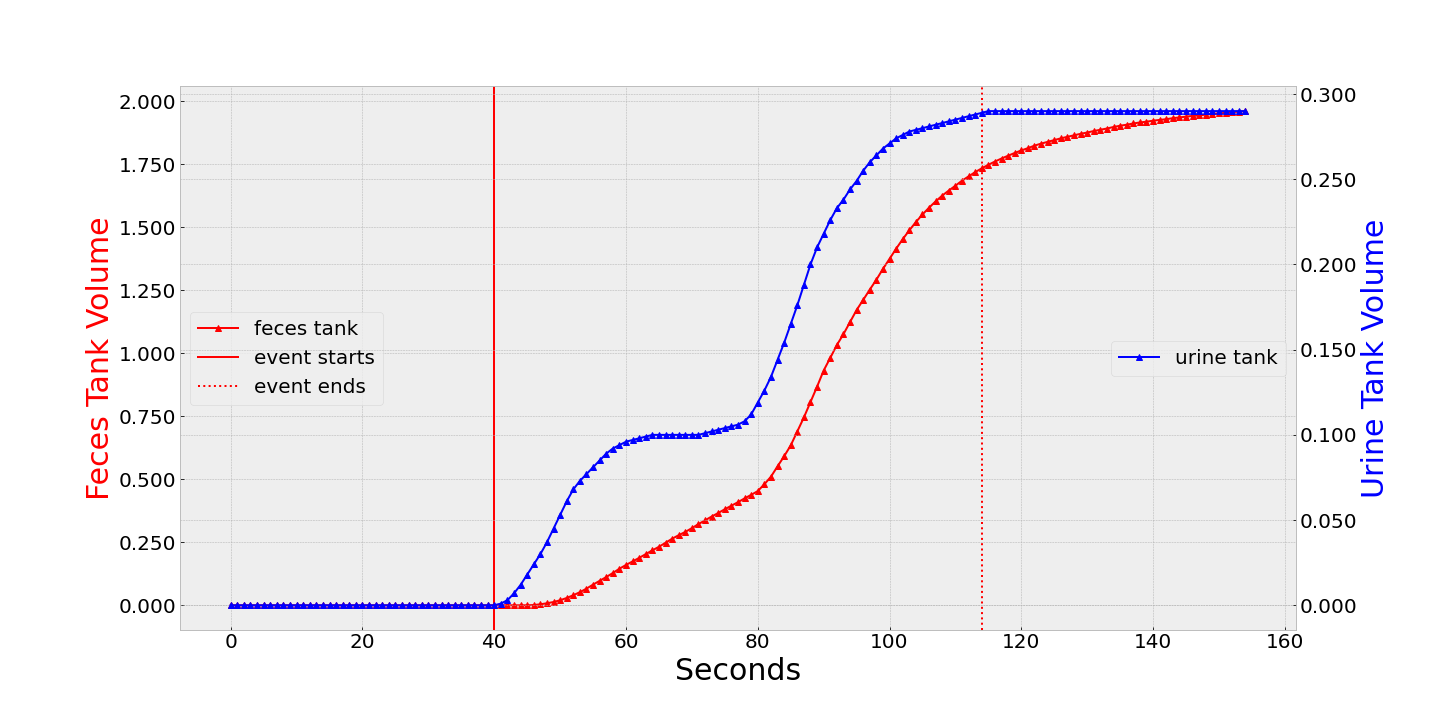 Feces Tank Volume
2.000
1.750
1.500
1.250
1.000
0.750
0.500
0.250
0.000
feces tank
event starts
event ends
urine tank
0.300
0.250
0.200
0.150
0.100
0.050
0.000
Urine Tank Volume
0 20 40 60 80 100 120 140 160
Seconds